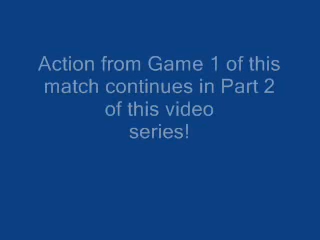 Action from Game 1 of this
match continues in Part 2
of this video
series!